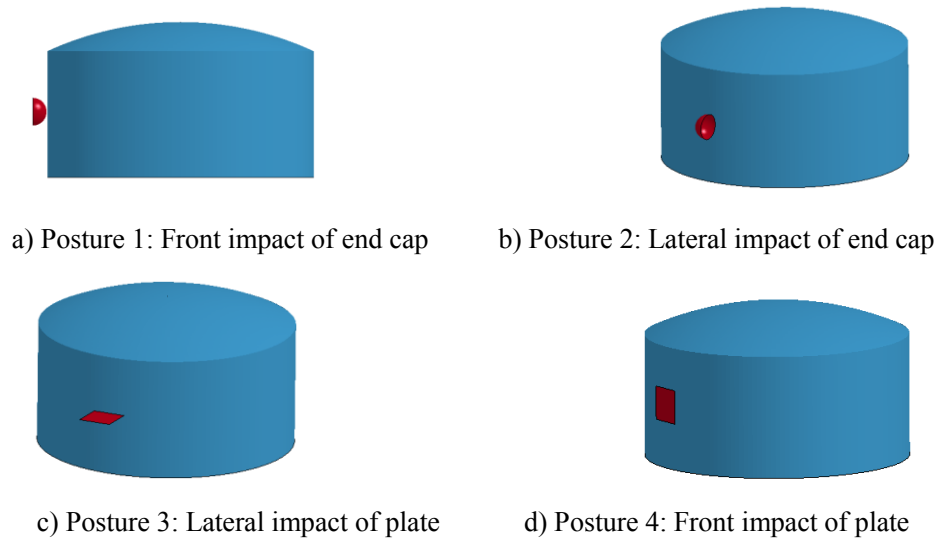 a) Posture 1: Front impact of end cap
b) Posture 2: Lateral impact of end cap
c) Posture 3: Lateral impact of plate
d) Posture 4: Front impact of plate